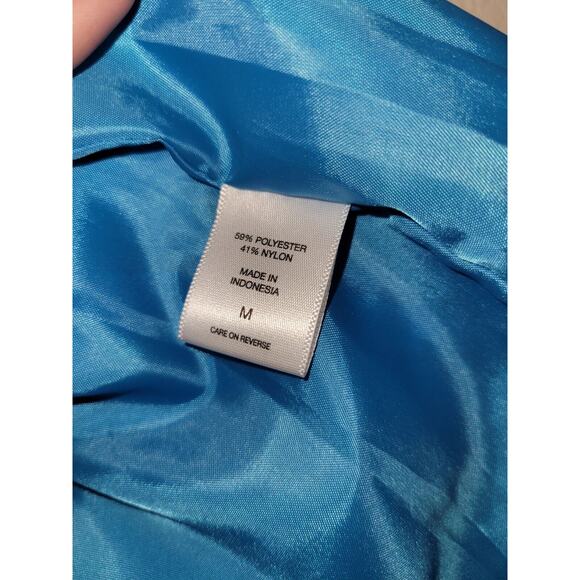 59% POLYESTER
41% NYLON
MADE IN
INDONESIA
M
CARE ON REVERSE